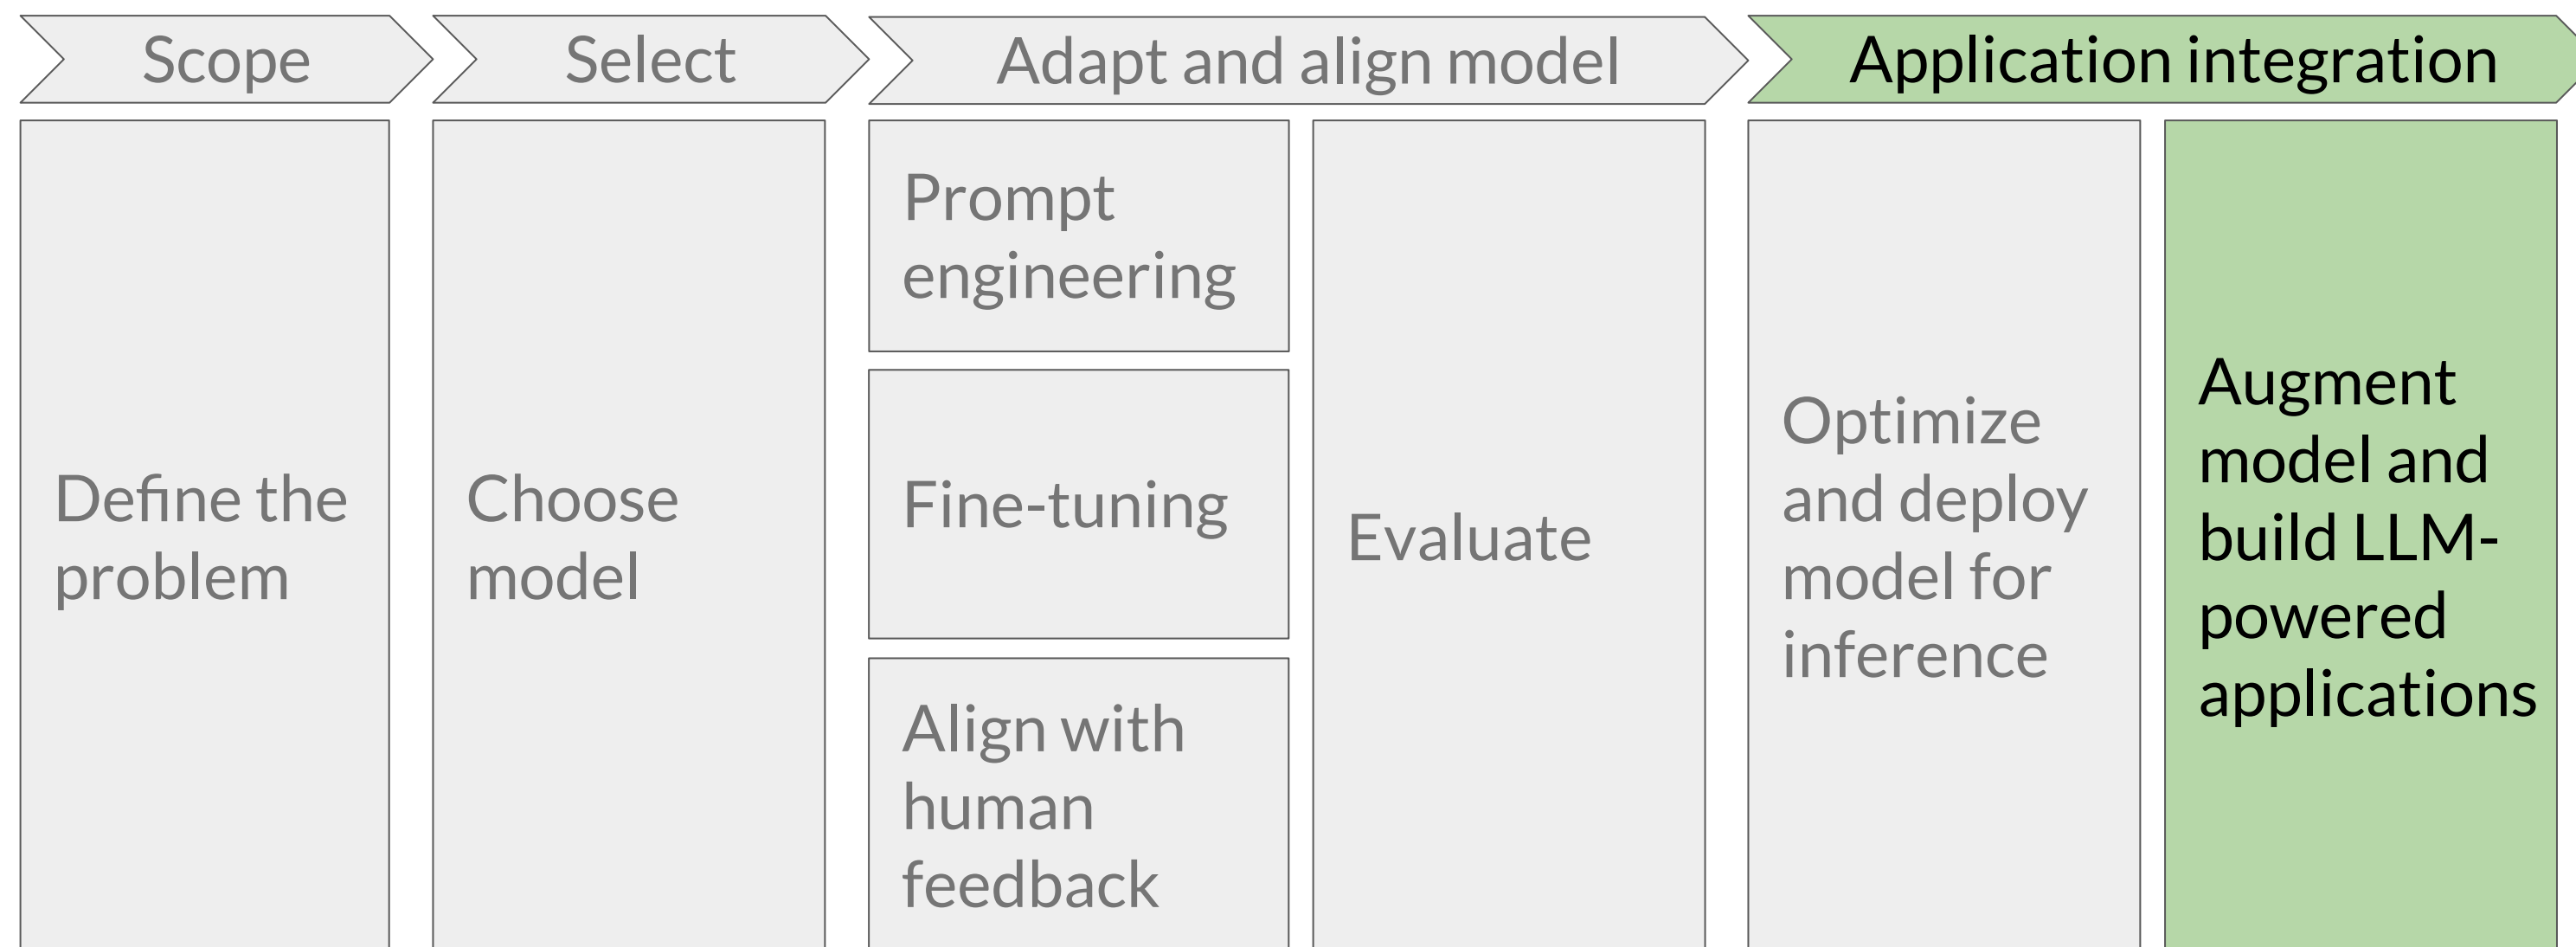 Scope
Select
Adapt and align model
Application integration
Define the
problem
Choose
model
Prompt
engineering
Fine-tuning
Align with
human
feedback
Evaluate
Optimize
and deploy
model for
inference
Augment
model and
build LLM-
powered
applications